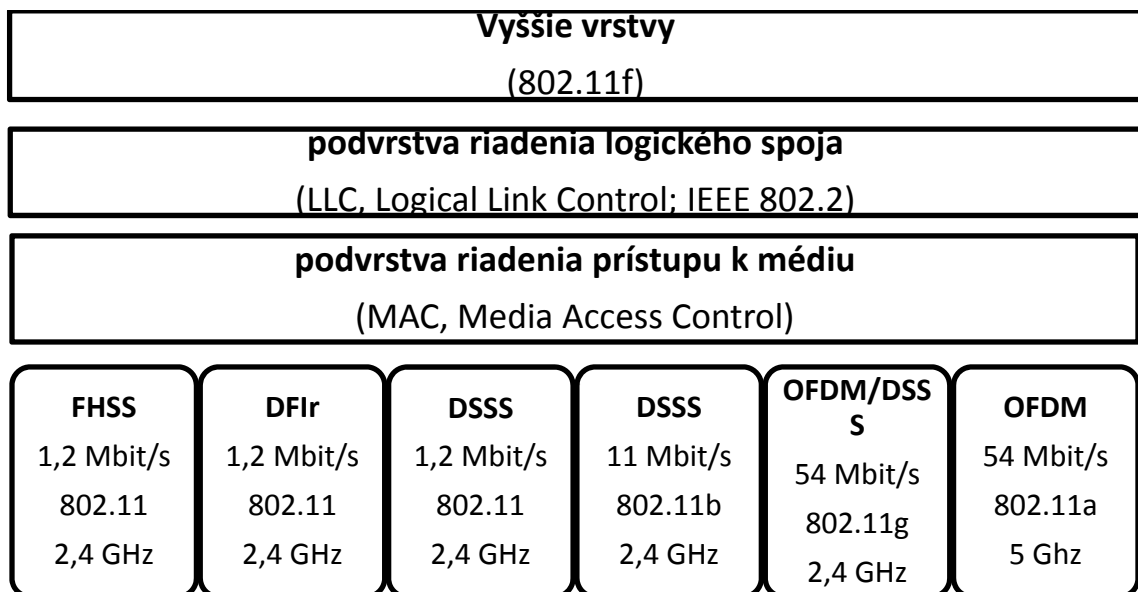 Vyššie vrstvy
(802.11f)
podvrstva riadenia logického spoja
(LLC, Logical Link Control; IEEE 802.2)
podvrstva riadenia prístupu k médiu
(MAC, Media Access Control)
FHSS
1,2 Mbit/s
802.11
2,4 GHz
DFIr
1,2 Mbit/s
802.11
2,4 GHz
DSSS
1,2 Mbit/s
802.11
2,4 GHz
DSSS
11 Mbit/s
802.11b
2,4 GHz
OFDM/DSS
S
54 Mbit/s
802.11g
2,4 GHz
OFDM
54 Mbit/s
802.11a
5 Ghz